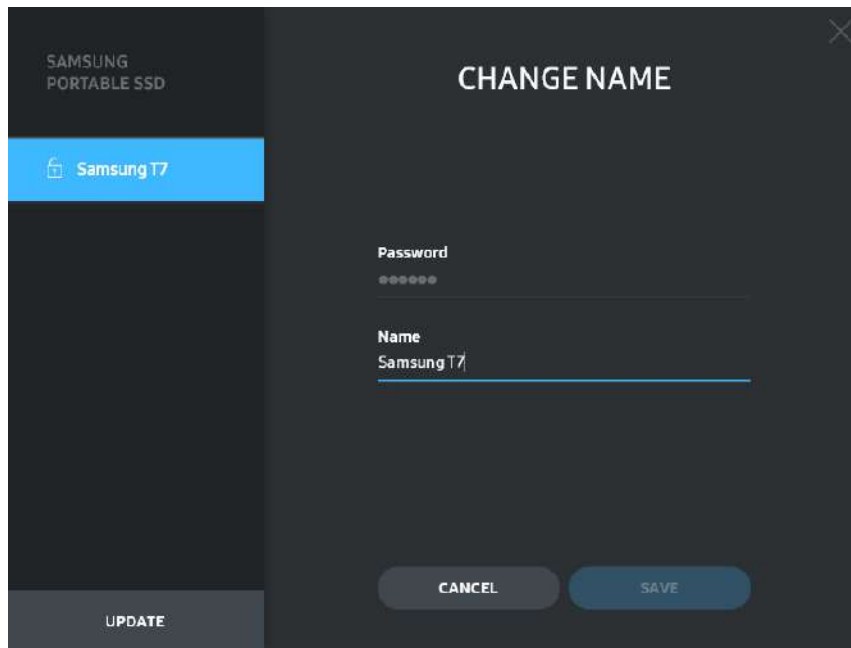 SAMSUNG
PORTABLE SSD
Samsung T7
UPDATE
CHANGE NAME
Password
••••••
Name
Samsung T7
CANCEL
SAVE